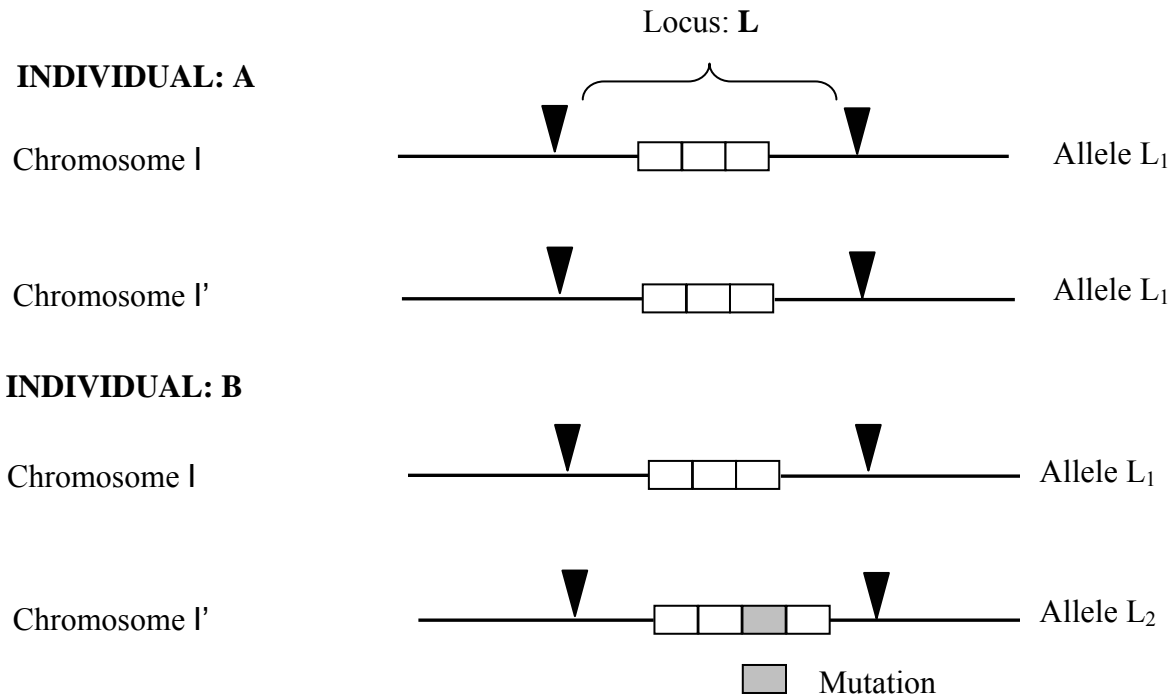 Locus: L
INDIVIDUAL: A
Chromosome I Allele L₁
Chromosome I' Allele L₁
INDIVIDUAL: B
Chromosome I Allele L₁
Chromosome I' Allele L₂
Mutation